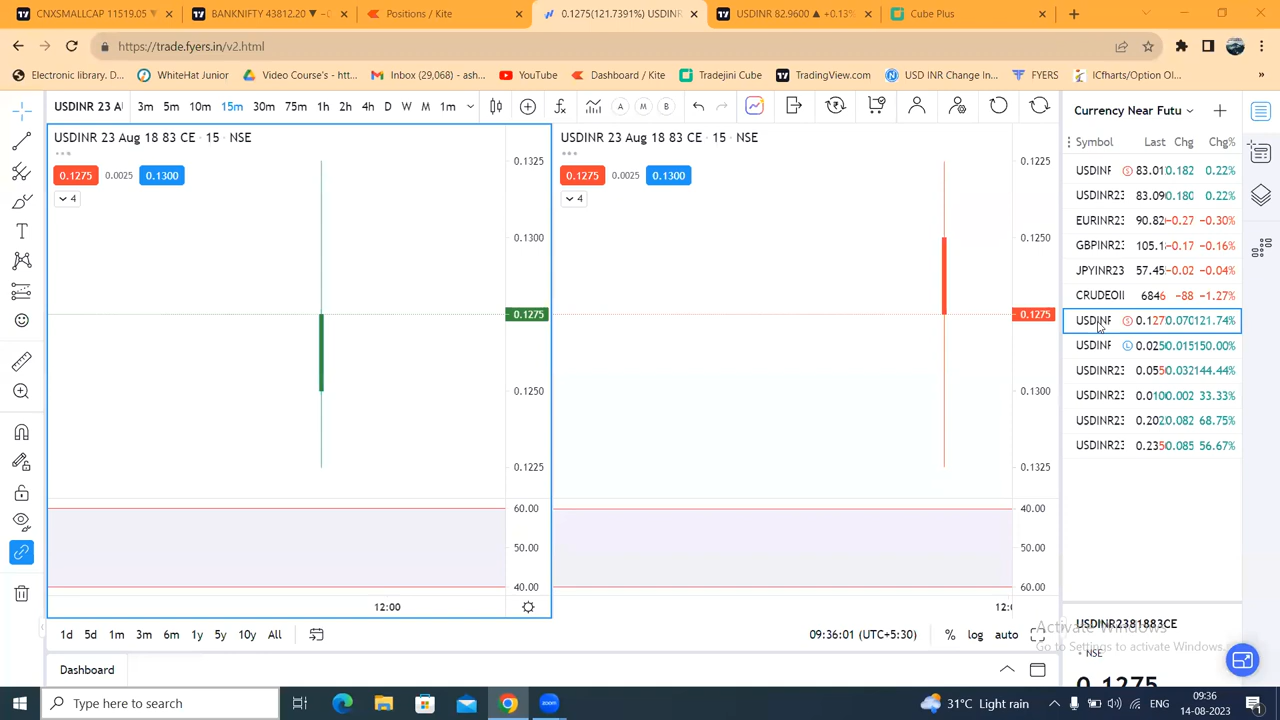 CNXSMALLCAP 11519.05
BANKNIFTY 43812.20
Positions / Kite
0.1275(121.7391%) USDIN
USDINR 82.9600 ▲ +0.13%
Cube Plus
https://trade.fyers.in/v2.html
Electronic library. D...
WhiteHat Junior
Video Course's - htt...
Inbox (29,068) - ash...
YouTube
Dashboard / Kite
Tradejini Cube
TradingView.com
USD INR Change In...
FYERS
ICfharts/Option Ol...
USDINR 23 A
3m 5m 10m 15m 30m 75m 1h 2h 4h D W M 1m
A M B
Currency Near Futu
Symbol Last Chg Chg%
USDINR 23 Aug 18 83 CE · 15 · NSE
0.1275 0.0025 0.1300
4
0.1325
0.1300
0.1275
0.1250
0.1225
60.00
50.00
40.00
12:00
USDINR 23 Aug 18 83 CE · 15 · NSE
0.1275 0.0025 0.1300
4
0.1225
0.1250
0.1275
0.1300
0.1325
40.00
50.00
60.00
12:
S 83.01 0.182 0.22%
USDINR23 83.09 0.180 0.22%
EURINR23 90.82 −0.27 −0.30%
GBPINR23 105.1 −0.17 −0.16%
JPYINR23 57.45 −0.02 −0.04%
CRUDEOII 6846 −88 −1.27%
S 0.127 0.070 121.74%
L 0.025 0.015 150.00%
USDINR23 0.055 0.032 144.44%
USDINR23 0.010 0.002 33.33%
USDINR23 0.202 0.082 68.75%
USDINR23 0.235 0.085 56.67%
1d 5d 1m 3m 6m 1y 5y 10y All
09:36:01 (UTC+5:30)
% log auto
Dashboard
USDINR2381883CE
• NSE
0.1275
Activate Windows
Go to Settings to activate Windows.
Type here to search
zoom
31°C Light rain
ENG
09:36
14-08-2023
1